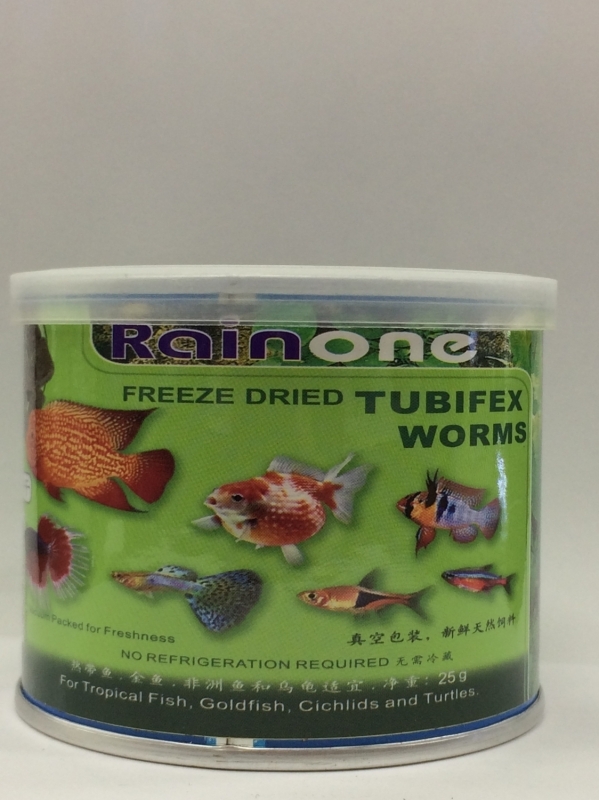 Rainone
FREEZE DRIED TUBIFEX
WORMS
Packed for Freshness
真空包装，新鲜天然饲料
NO REFRIGERATION REQUIRED 无需冷藏
热带鱼．金鱼．非洲鱼和乌龟适宜．净重：25g
For Tropical Fish, Goldfish, Cichlids and Turtles.